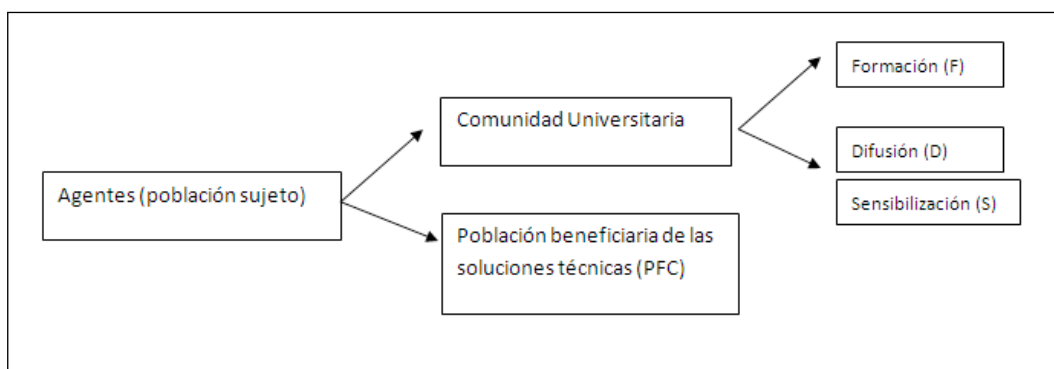 Agentes (población sujeto)
Comunidad Universitaria
Población beneficiaria de las
soluciones técnicas (PFC)
Formación (F)
Difusión (D)
Sensibilización (S)